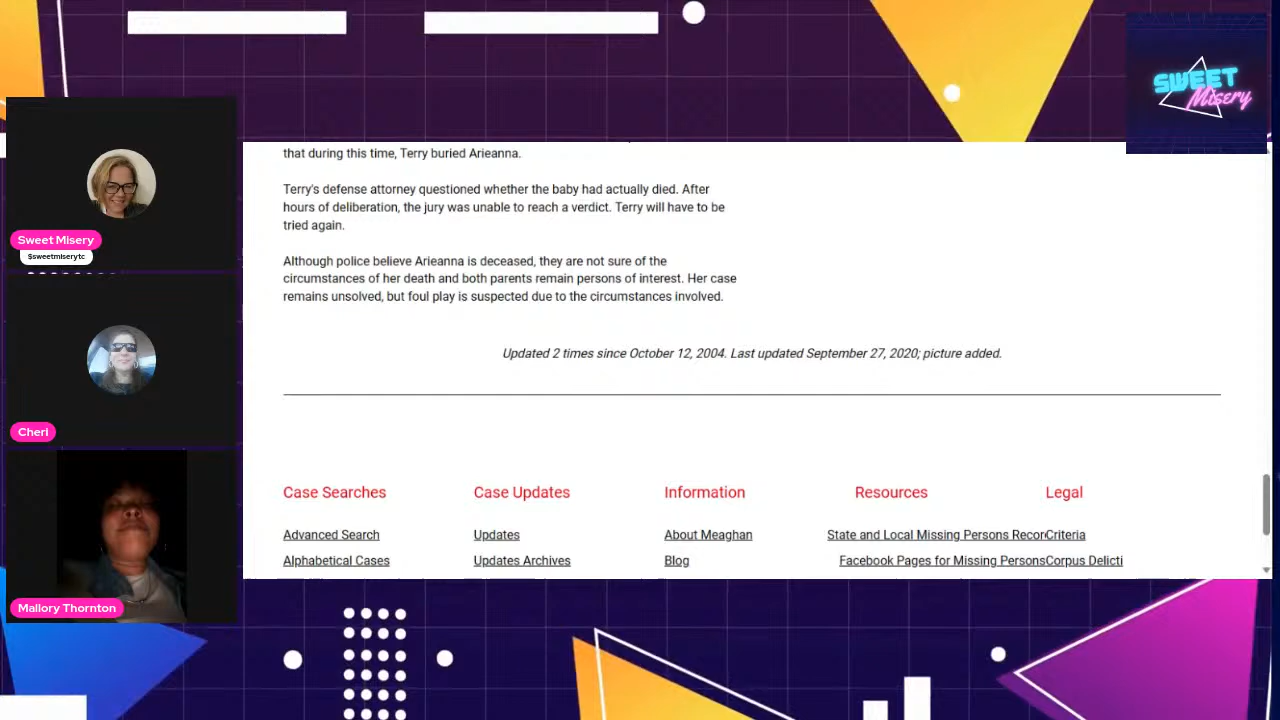 SWEET
Misery
Sweet Misery
$sweetmiserytc
Cheri
Mallory Thornton
that during this time, Terry buried Arieanna.
Terry's defense attorney questioned whether the baby had actually died. After
hours of deliberation, the jury was unable to reach a verdict. Terry will have to be
tried again.
Although police believe Arieanna is deceased, they are not sure of the
circumstances of her death and both parents remain persons of interest. Her case
remains unsolved, but foul play is suspected due to the circumstances involved.
Updated 2 times since October 12, 2004. Last updated September 27, 2020; picture added.
Case Searches
Advanced Search
Alphabetical Cases
Case Updates
Updates
Updates Archives
Information
About Meaghan
Blog
Resources
State and Local Missing Persons Recor
Facebook Pages for Missing Persons
Legal
Criteria
Corpus Delicti